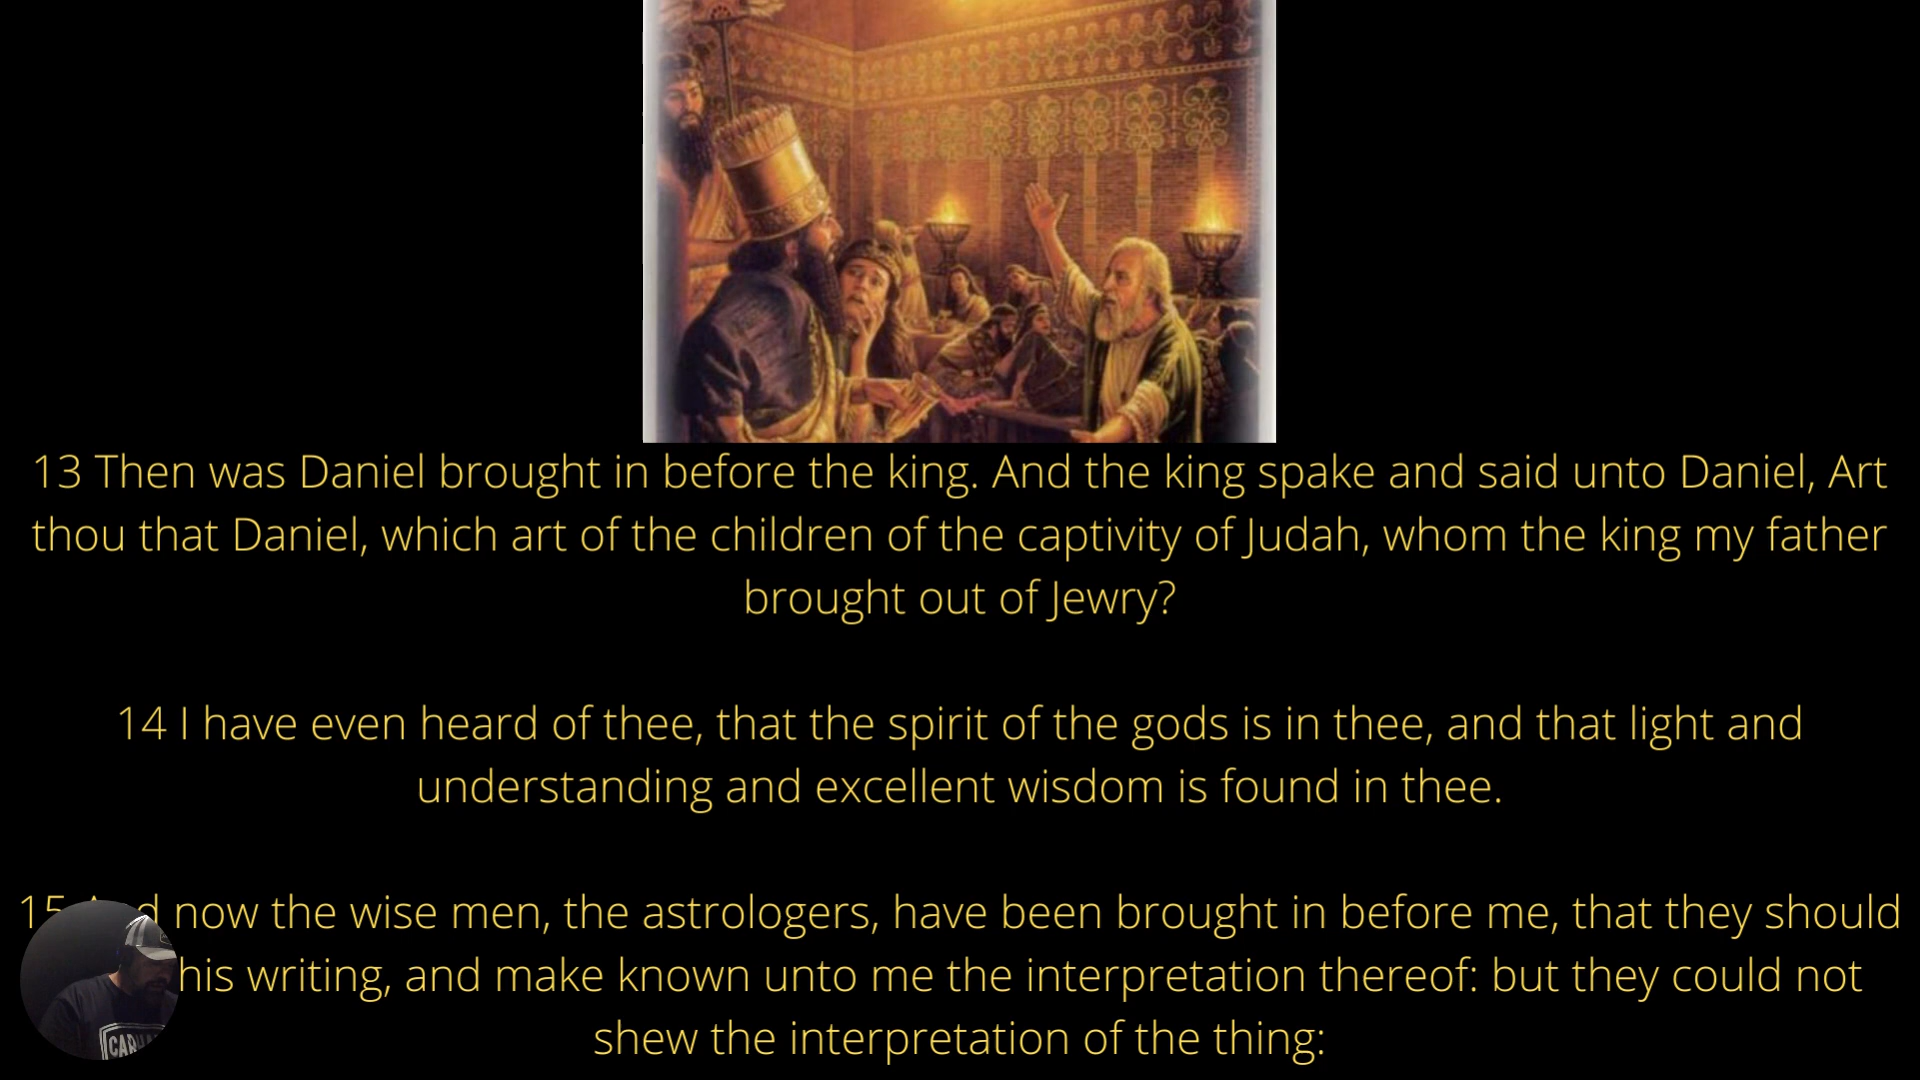 13 Then was Daniel brought in before the king. And the king spake and said unto Daniel, Art
thou that Daniel, which art of the children of the captivity of Judah, whom the king my father
brought out of Jewry?
14 I have even heard of thee, that the spirit of the gods is in thee, and that light and
understanding and excellent wisdom is found in thee.
15 And now the wise men, the astrologers, have been brought in before me, that they should
his writing, and make known unto me the interpretation thereof: but they could not
shew the interpretation of the thing: